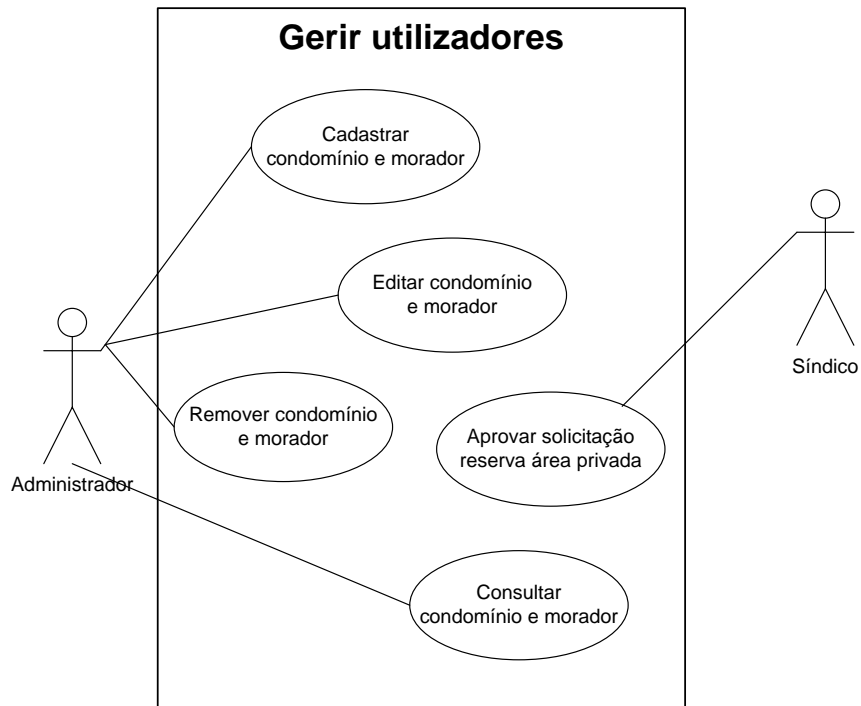 Gerir utilizadores
Cadastrar
condomínio e morador
Editar condomínio
e morador
Remover condomínio
e morador
Aprovar solicitação
reserva área privada
Consultar
condomínio e morador
Administrador
Síndico